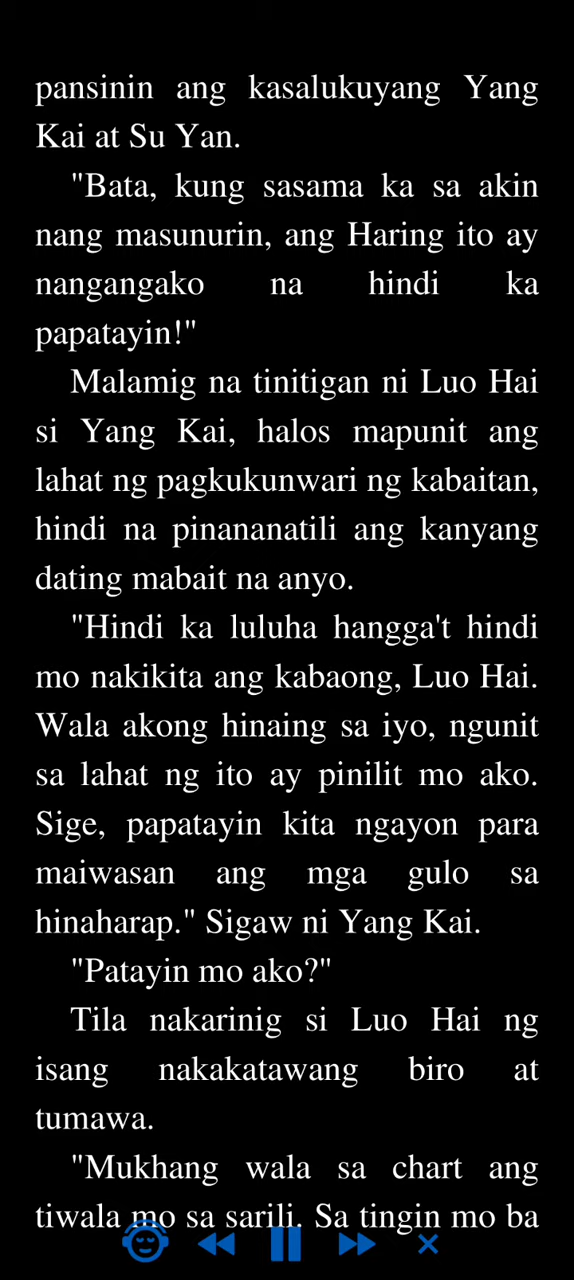 pansinin ang kasalukuyang Yang
Kai at Su Yan.
"Bata, kung sasama ka sa akin
nang masunurin, ang Haring ito ay
nangangako na hindi ka
papatayin!"
Malamig na tinitigan ni Luo Hai
si Yang Kai, halos mapunit ang
lahat ng pagkukunwari ng kabaitan,
hindi na pinananatili ang kanyang
dating mabait na anyo.
"Hindi ka luluha hangga't hindi
mo nakikita ang kabaong, Luo Hai.
Wala akong hinaing sa iyo, ngunit
sa lahat ng ito ay pinilit mo ako.
Sige, papatayin kita ngayon para
maiwasan ang mga gulo sa
hinaharap." Sigaw ni Yang Kai.
"Patayin mo ako?"
Tila nakarinig si Luo Hai ng
isang nakakatawang biro at
tumawa.
"Mukhang wala sa chart ang
tiwala mo sa sarili. Sa tingin mo ba